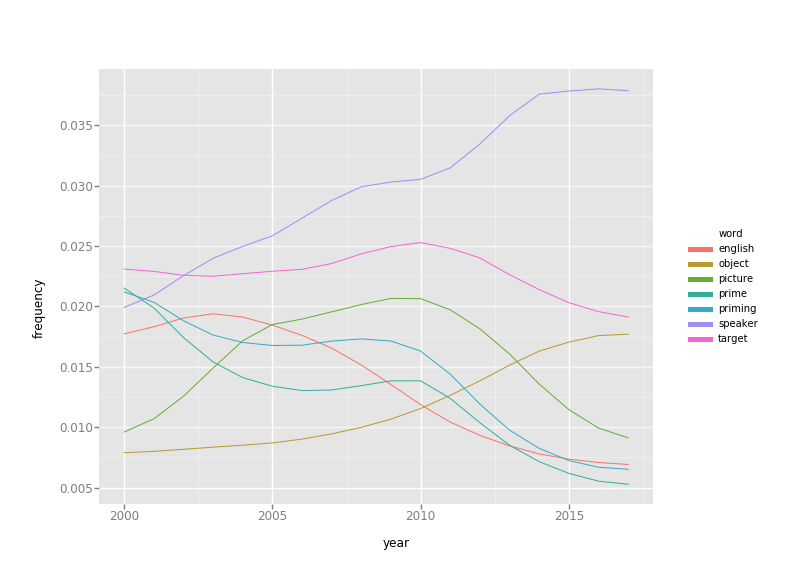 0.035
0.030
0.025
0.020
0.015
0.010
0.005
frequency
2000 2005 2010 2015
year
word
english
object
picture
prime
priming
speaker
target